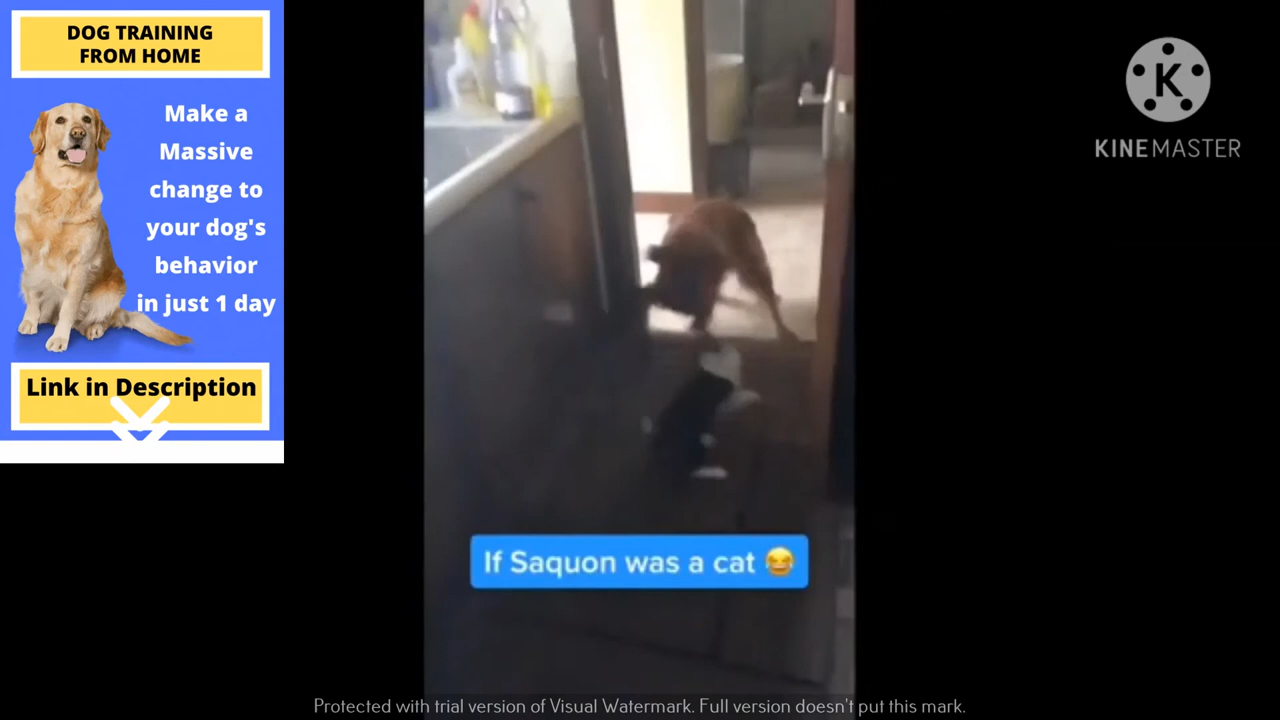 DOG TRAINING
FROM HOME
Make a
Massive
change to
your dog's
behavior
in just 1 day
Link in Description
K
KINEMASTER
If Saquon was a cat 😂
Protected with trial version of Visual Watermark. Full version doesn't put this mark.